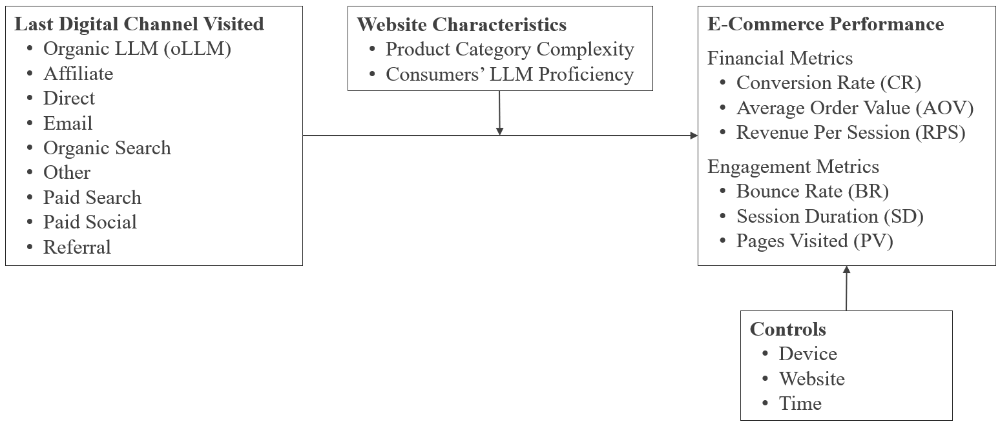 Last Digital Channel Visited
• Organic LLM (oLLM)
• Affiliate
• Direct
• Email
• Organic Search
• Other
• Paid Search
• Paid Social
• Referral
Website Characteristics
• Product Category Complexity
• Consumers’ LLM Proficiency
E-Commerce Performance
Financial Metrics
• Conversion Rate (CR)
• Average Order Value (AOV)
• Revenue Per Session (RPS)
Engagement Metrics
• Bounce Rate (BR)
• Session Duration (SD)
• Pages Visited (PV)
Controls
• Device
• Website
• Time